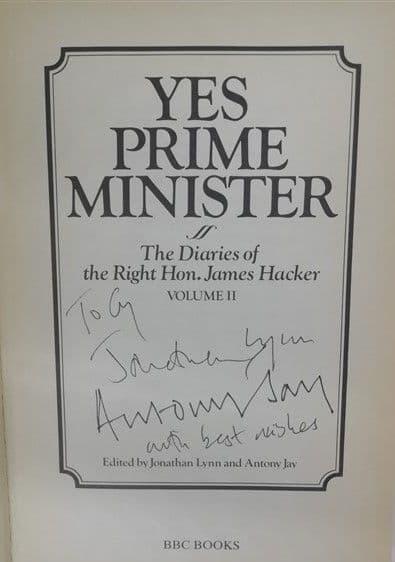 YES
PRIME
MINISTER
The Diaries of
the Right Hon. James Hacker
VOLUME II
To Cy
Jonathan Lynn
Antony Jay
with best wishes
Edited by Jonathan Lynn and Antony Jay
BBC BOOKS